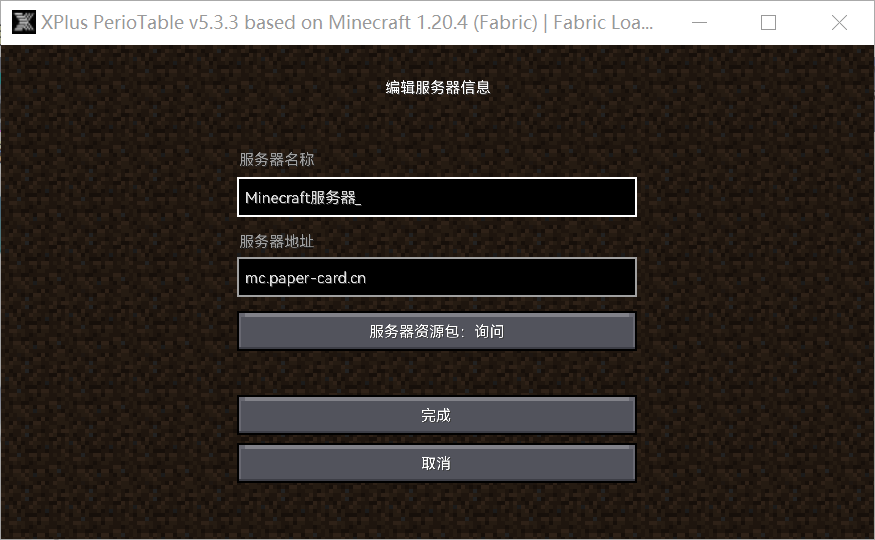 XPlus PerioTable v5.3.3 based on Minecraft 1.20.4 (Fabric) | Fabric Loa...
编辑服务器信息
服务器名称
Minecraft服务器_
服务器地址
mc.paper-card.cn
服务器资源包：询问
完成
取消